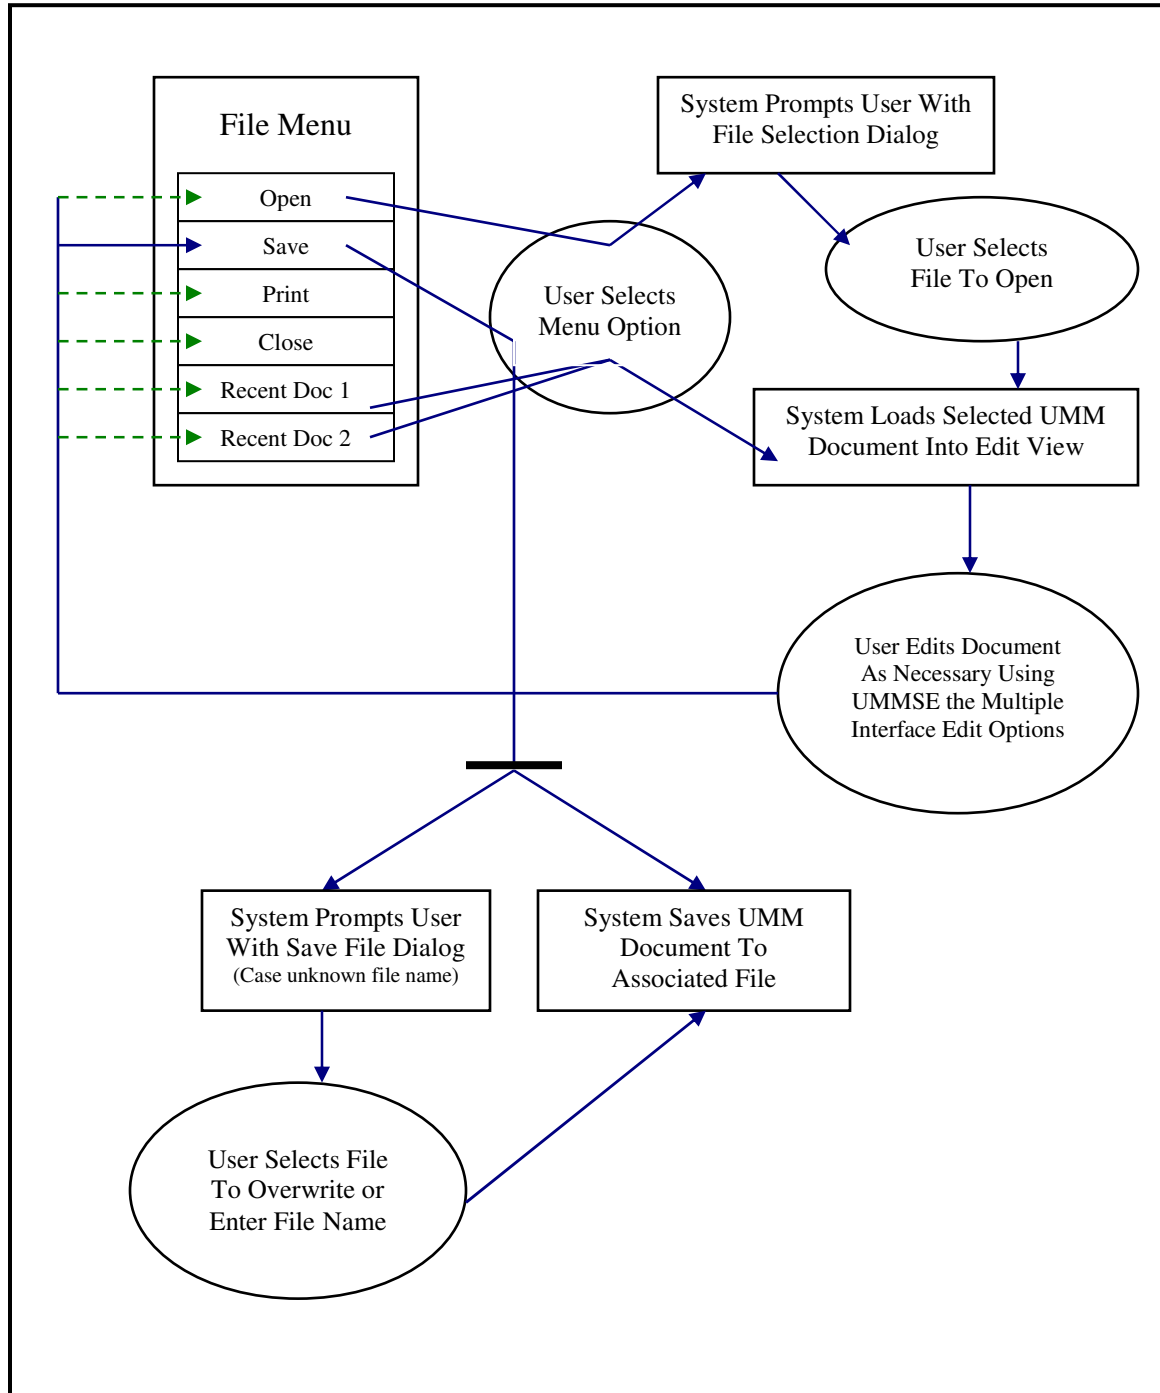 File Menu
Open
Save
Print
Close
Recent Doc 1
Recent Doc 2
User Selects
Menu Option
System Prompts User With
File Selection Dialog
User Selects
File To Open
System Loads Selected UMM
Document Into Edit View
User Edits Document
As Necessary Using
UMMSE the Multiple
Interface Edit Options
System Prompts User
With Save File Dialog
(Case unknown file name)
System Saves UMM
Document To
Associated File
User Selects File
To Overwrite or
Enter File Name